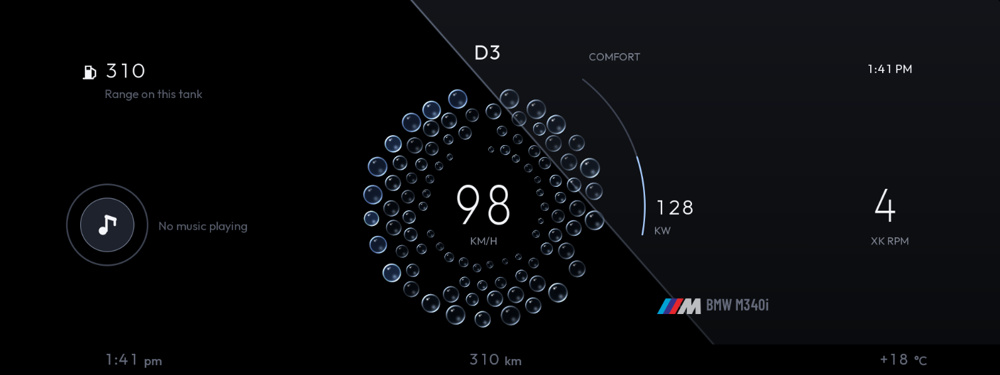 310
Range on this tank
No music playing
D3
COMFORT
98
KM/H
128
KW
1:41 PM
4
XK RPM
M BMW M340i
1:41 pm
310 km
+18 °C